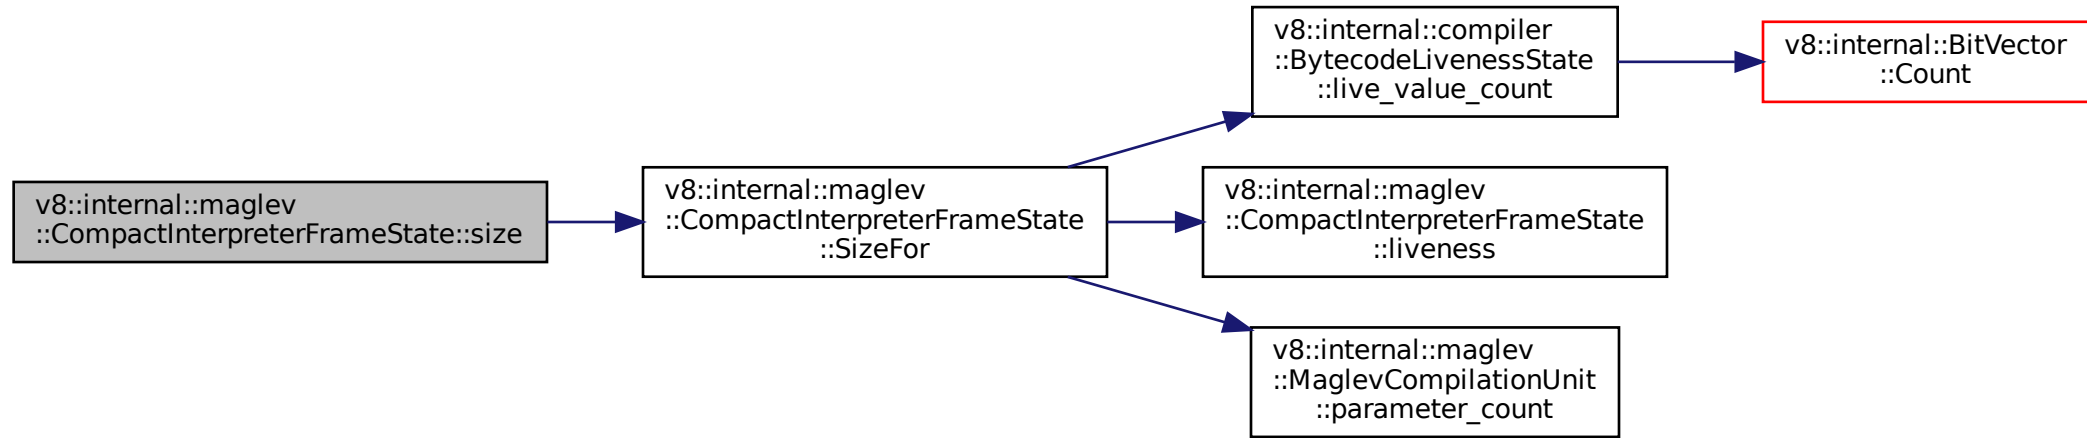 v8::internal::maglev
::CompactInterpreterFrameState::size
v8::internal::maglev
::CompactInterpreterFrameState
::SizeFor
v8::internal::compiler
::BytecodeLivenessState
::live_value_count
v8::internal::BitVector
::Count
v8::internal::maglev
::CompactInterpreterFrameState
::liveness
v8::internal::maglev
::MaglevCompilationUnit
::parameter_count